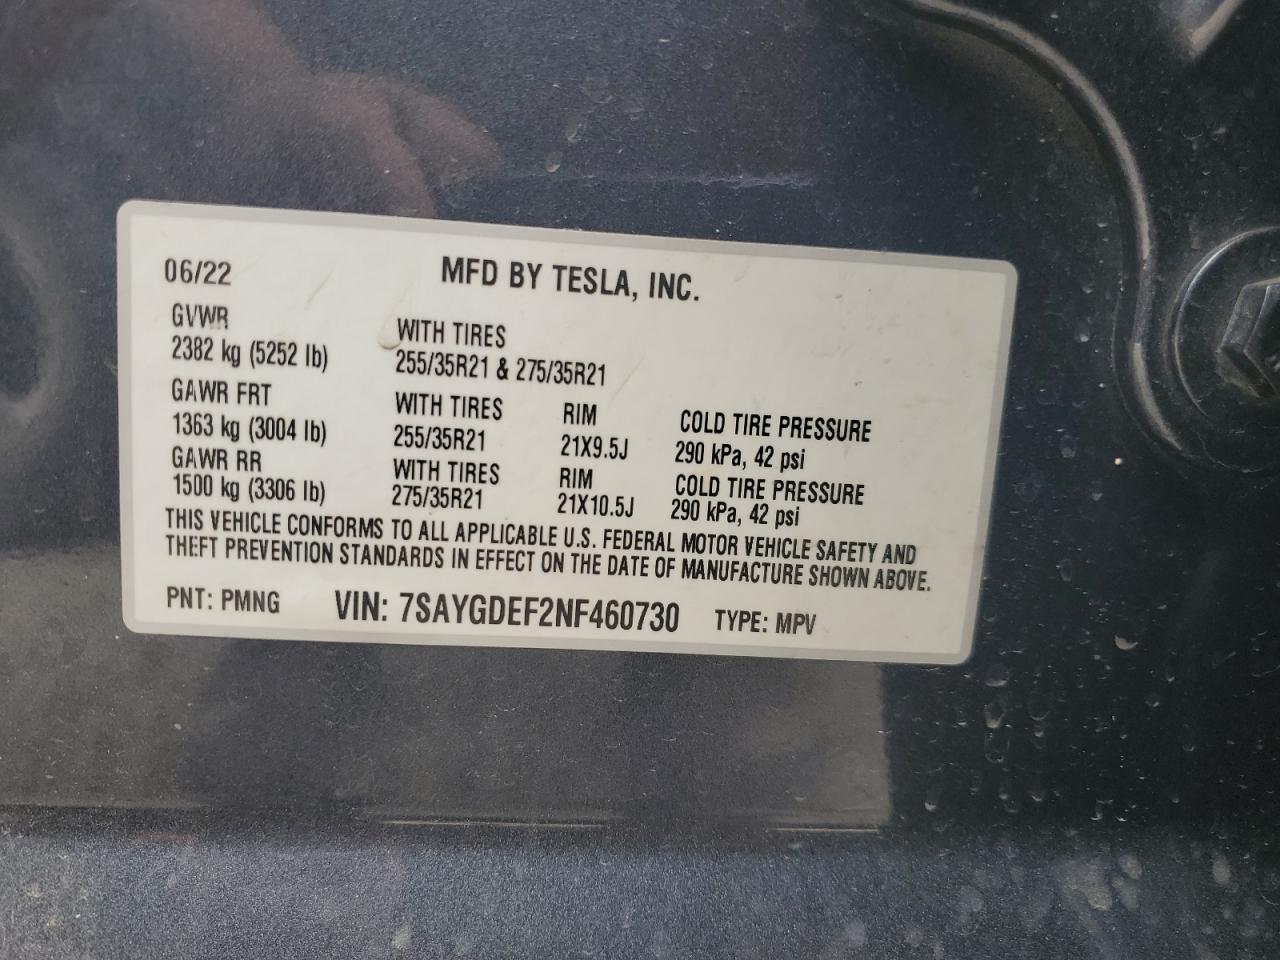 06/22 MFD BY TESLA, INC.
GVWR WITH TIRES
2382 kg (5252 lb) 255/35R21 & 275/35R21
GAWR FRT WITH TIRES RIM COLD TIRE PRESSURE
1363 kg (3004 lb) 255/35R21 21X9.5J 290 kPa, 42 psi
GAWR RR WITH TIRES RIM COLD TIRE PRESSURE
1500 kg (3306 lb) 275/35R21 21X10.5J 290 kPa, 42 psi
THIS VEHICLE CONFORMS TO ALL APPLICABLE U.S. FEDERAL MOTOR VEHICLE SAFETY AND
THEFT PREVENTION STANDARDS IN EFFECT ON THE DATE OF MANUFACTURE SHOWN ABOVE.
PNT: PMNG VIN: 7SAYGDEF2NF460730 TYPE: MPV